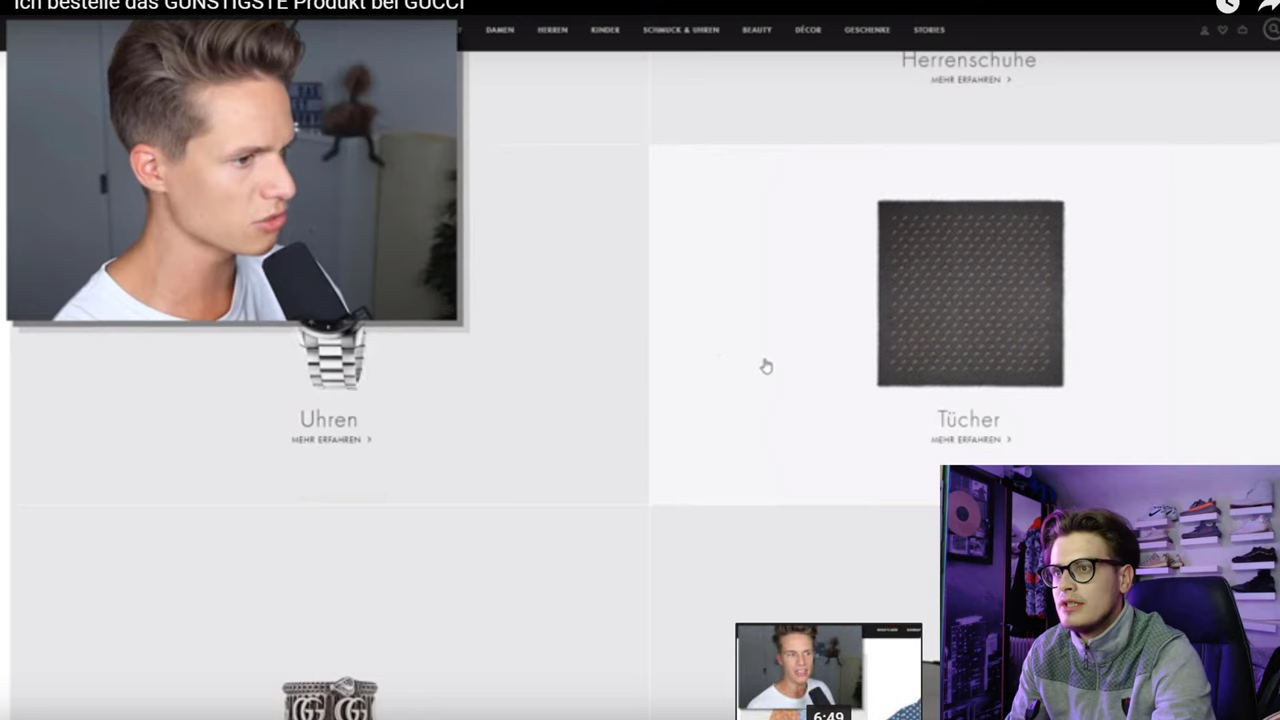 Ich bestelle das GÜNSTIGSTE Produkt bei GUCCI
DAMEN HERREN KINDER SCHMUCK & UHREN BEAUTY DÉCOR GESCHENKE STORIES
Herrenschuhe
MEHR ERFAHREN >
Uhren
MEHR ERFAHREN >
Tücher
MEHR ERFAHREN >
6:49